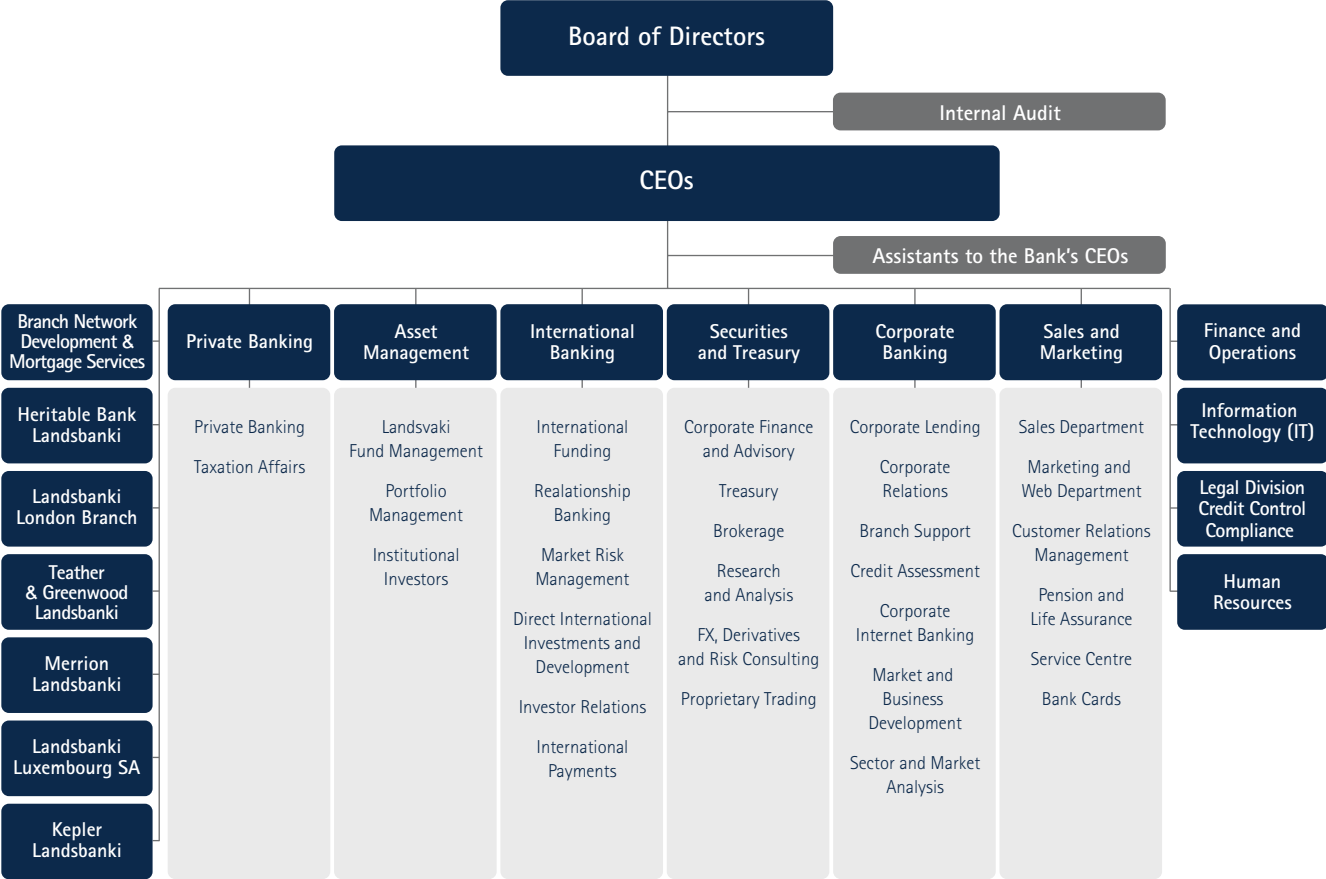 Board of Directors
Internal Audit
CEOs
Assistants to the Bank's CEOs
Branch Network
Development &
Mortgage Services
Heritable Bank
Landsbanki
Landsbanki
London Branch
Teather
& Greenwood
Landsbanki
Merrion
Landsbanki
Landsbanki
Luxembourg SA
Kepler
Landsbanki
Private Banking
Private Banking
Taxation Affairs
Asset
Management
Landsvaki
Fund Management
Portfolio
Management
Institutional
Investors
International
Banking
International
Funding
Realationship
Banking
Market Risk
Management
Direct International
Investments and
Development
Investor Relations
International
Payments
Securities
and Treasury
Corporate Finance
and Advisory
Treasury
Brokerage
Research
and Analysis
FX, Derivatives
and Risk Consulting
Proprietary Trading
Corporate
Banking
Corporate Lending
Corporate
Relations
Branch Support
Credit Assessment
Corporate
Internet Banking
Market and
Business
Development
Sector and Market
Analysis
Sales and
Marketing
Sales Department
Marketing and
Web Department
Customer Relations
Management
Pension and
Life Assurance
Service Centre
Bank Cards
Finance and
Operations
Information
Technology (IT)
Legal Division
Credit Control
Compliance
Human
Resources